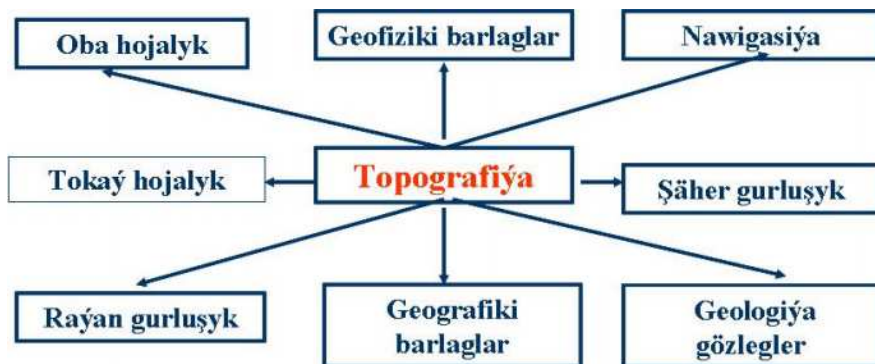 Oba hojalyk
Geofiziki barlaglar
Nawigasiýa
Tokaý hojalyk
Topografiýa
Şäher gurluşyk
Raýan gurluşyk
Geografiki
barlaglar
Geologiýa
gözlegler